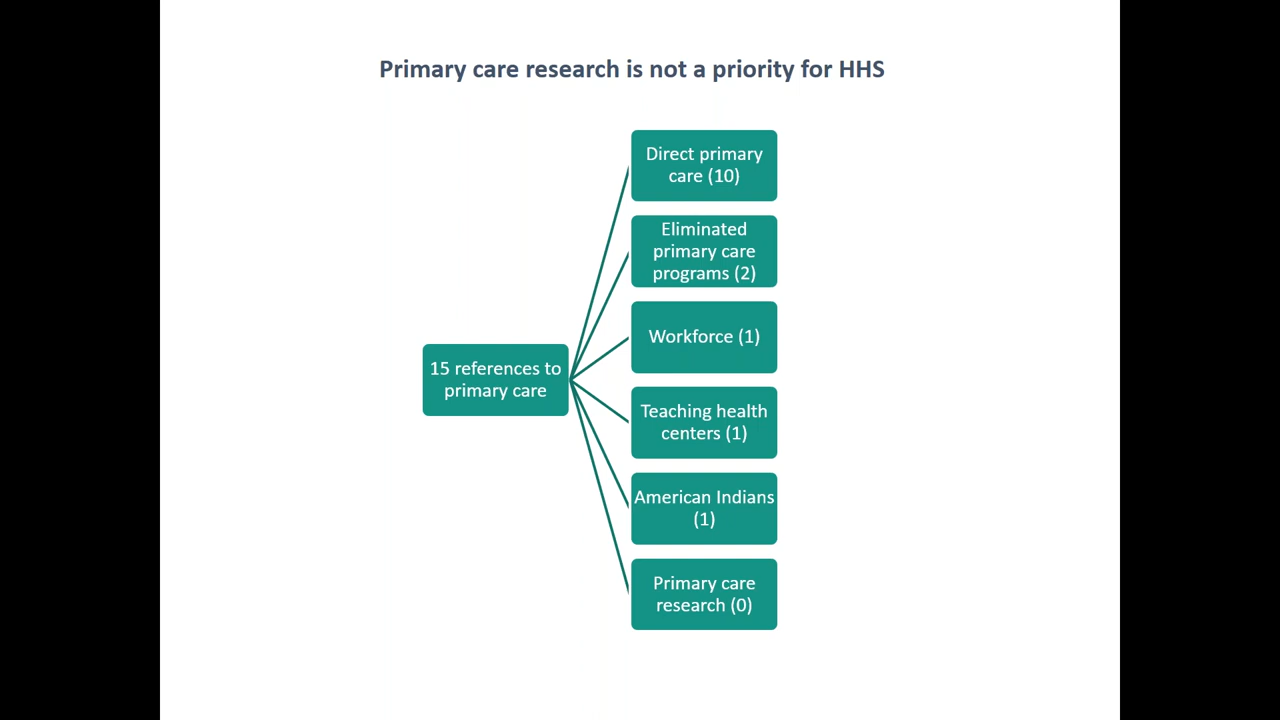 Primary care research is not a priority for HHS
Direct primary
care (10)
Eliminated
primary care
programs (2)
Workforce (1)
15 references to
primary care
Teaching health
centers (1)
American Indians
(1)
Primary care
research (0)